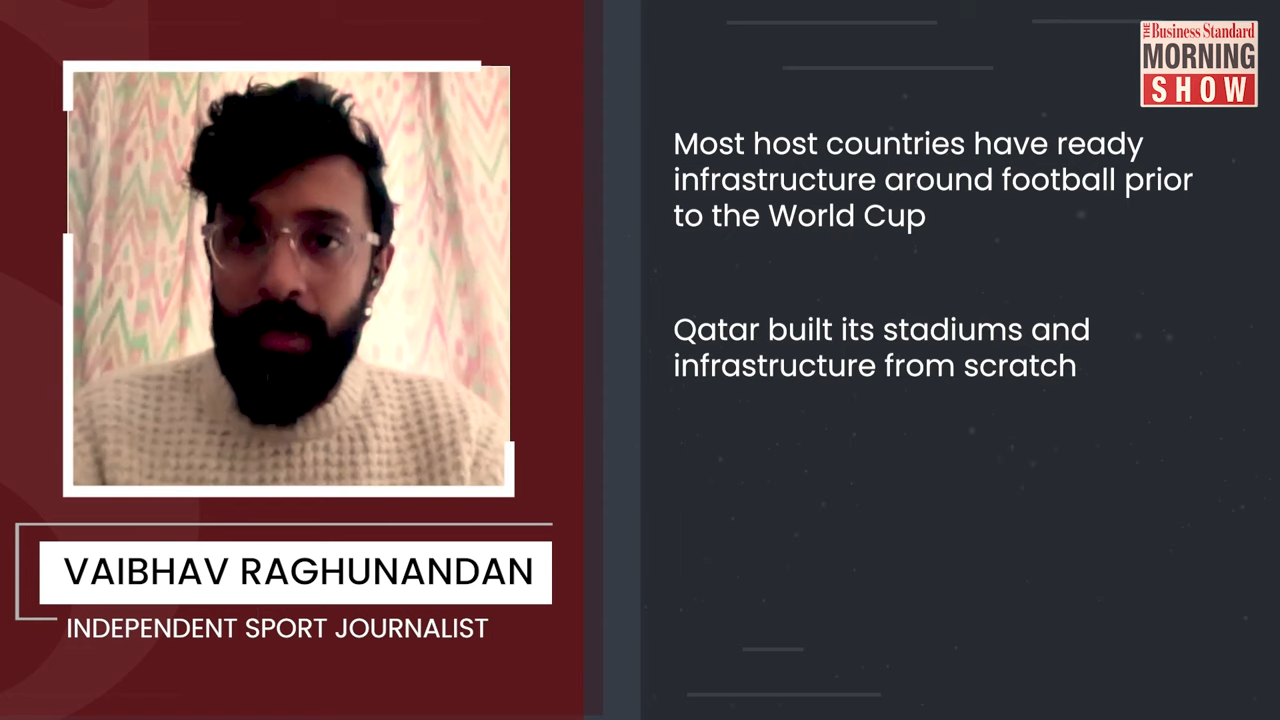 THE
Business Standard
MORNING
SHOW
Most host countries have ready
infrastructure around football prior
to the World Cup
Qatar built its stadiums and
infrastructure from scratch
VAIBHAV RAGHUNANDAN
INDEPENDENT SPORT JOURNALIST